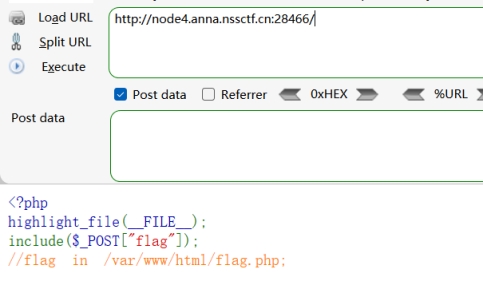 Load URL
http://node4.anna.nssctf.cn:28466/
Split URL
Execute
Post data Referrer 0xHEX %URL
Post data
<?php
highlight_file(__FILE__);
include($_POST["flag"]);
//flag in /var/www/html/flag.php;